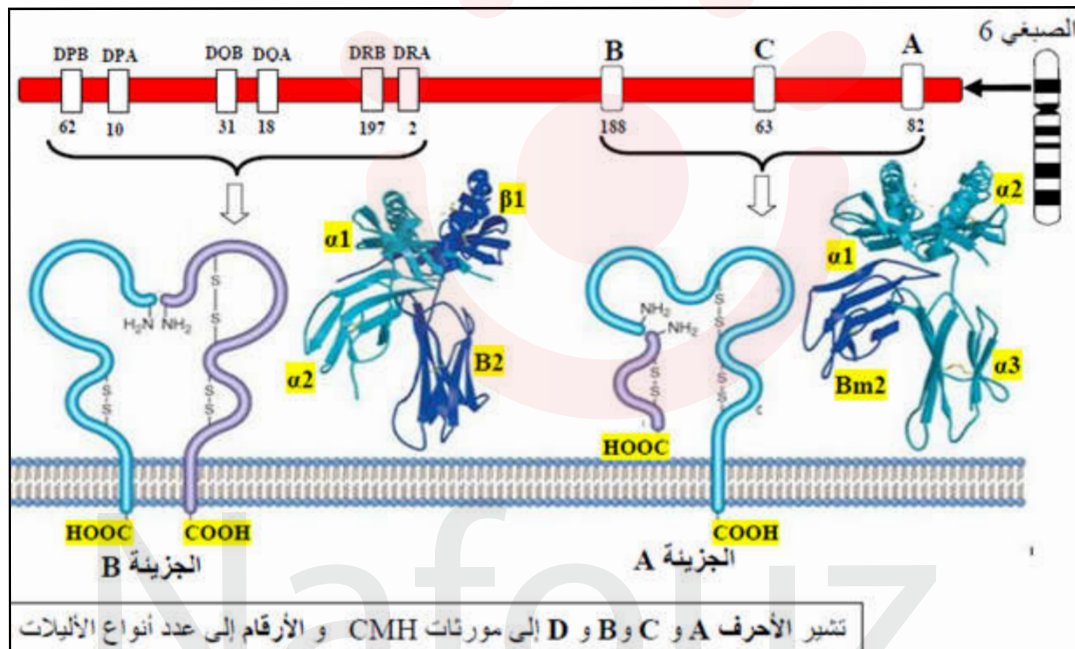 الصبغي 6
DPB DPA DQB DQA DRB DRA B C A
62 10 31 18 197 2 188 63 82
α1 β1 α2 B2
α1 α2 Bm2 α3
H₂N NH₂
NH₂
NH₂
S S S S S S
HOOC COOH
HOOC
COOH
الجزيئة B
الجزيئة A
تشير الأحرف A و C و B و D إلى مورثات CMH و الأرقام إلى عدد أنواع الأليلات
Nafouz